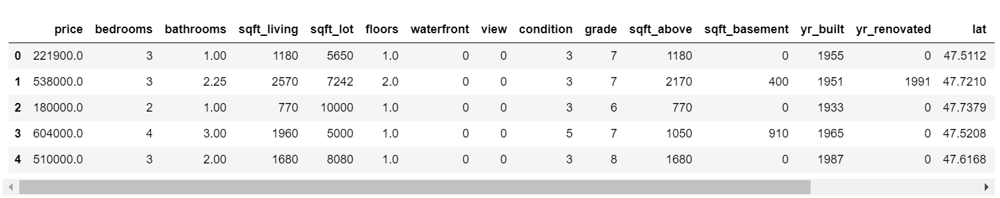 price bedrooms bathrooms sqft_living sqft_lot floors waterfront view condition grade sqft_above sqft_basement yr_built yr_renovated lat
0 221900.0 3 1.00 1180 5650 1.0 0 0 3 7 1180 0 1955 0 47.5112
1 538000.0 3 2.25 2570 7242 2.0 0 0 3 7 2170 400 1951 1991 47.7210
2 180000.0 2 1.00 770 10000 1.0 0 0 3 6 770 0 1933 0 47.7379
3 604000.0 4 3.00 1960 5000 1.0 0 0 5 7 1050 910 1965 0 47.5208
4 510000.0 3 2.00 1680 8080 1.0 0 0 3 8 1680 0 1987 0 47.6168